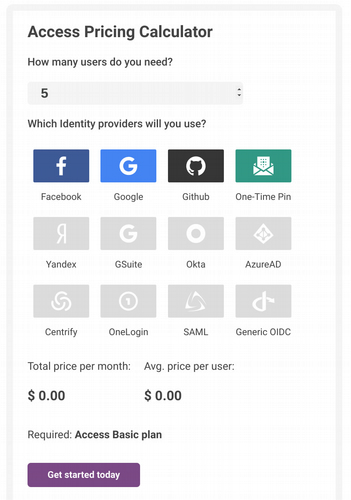 Access Pricing Calculator
How many users do you need?
5
Which Identity providers will you use?
Facebook Google Github One-Time Pin
Yandex GSuite Okta AzureAD
Centrify OneLogin SAML Generic OIDC
Total price per month: Avg. price per user:
$ 0.00 $ 0.00
Required: Access Basic plan
Get started today